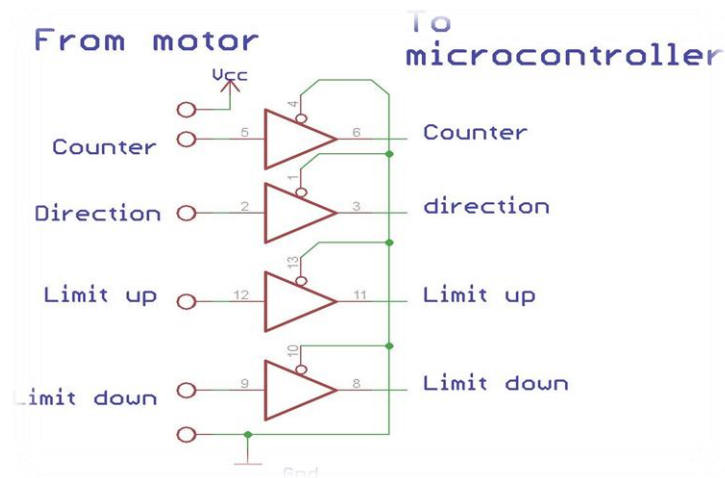 From motor
To
microcontroller
Vcc
4
5
6
Counter
Counter
1
2
3
Direction
direction
13
12
11
Limit up
Limit up
10
9
8
Limit down
Limit down
Gnd